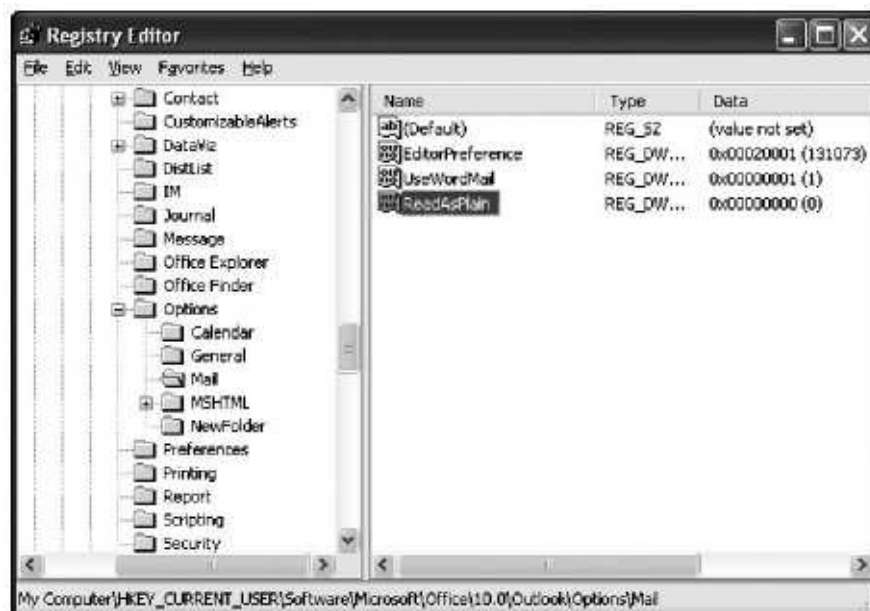 Registry Editor
File Edit View Favorites Help
Contact
CustomizableAlerts
DataViz
DistList
IM
Journal
Message
Office Explorer
Office Finder
Options
Calendar
General
Mail
MSHTML
NewFolder
Preferences
Printing
Report
Scripting
Security
Name Type Data
(Default) REG_SZ (value not set)
EditorPreference REG_DW... 0x00020001 (131073)
UseWordMail REG_DW... 0x00000001 (1)
ReadAsPlain REG_DW... 0x00000000 (0)
My Computer\HKEY_CURRENT_USER\Software\Microsoft\Office\10.0\Outlook\Options\Mail